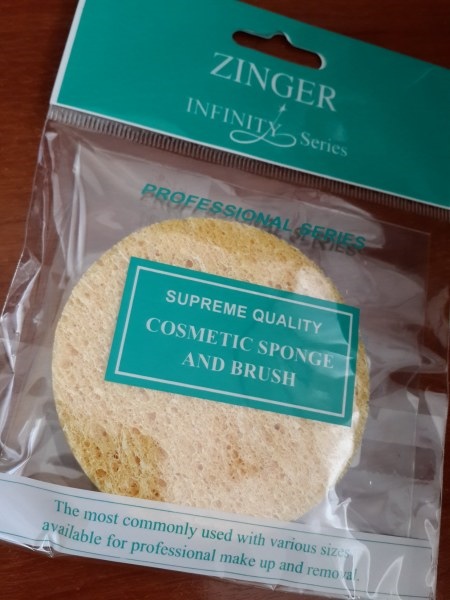 ZINGER
INFINITY Series
PROFESSIONAL SERIES
SUPREME QUALITY
COSMETIC SPONGE
AND BRUSH
The most commonly used with various sizes,
available for professional make up and removal.